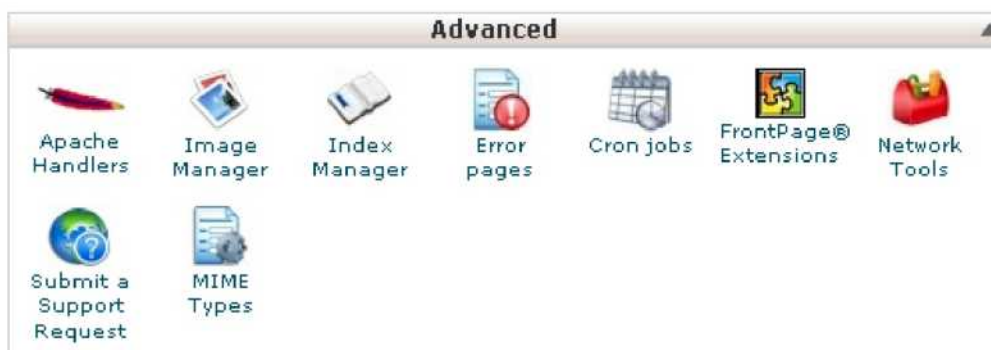 Advanced
Apache
Handlers
Image
Manager
Index
Manager
Error
pages
Cron jobs
FrontPage®
Extensions
Network
Tools
Submit a
Support
Request
MIME
Types